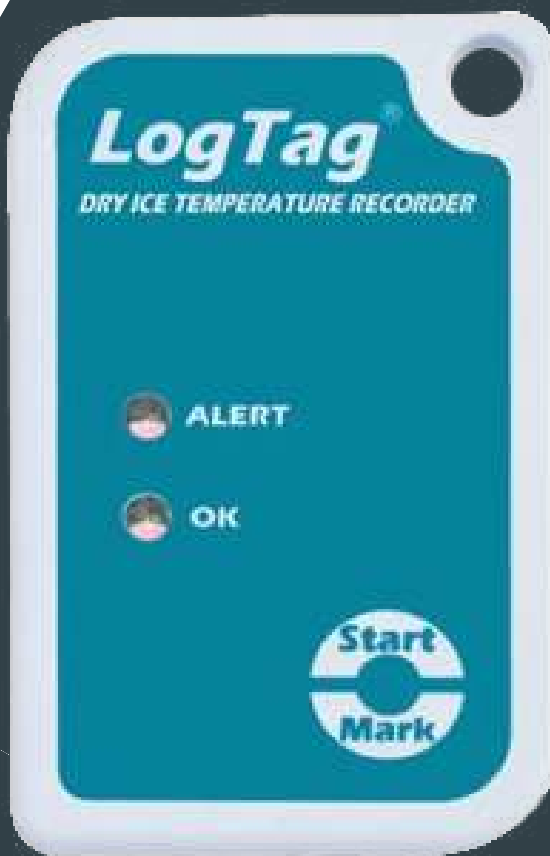 LogTag®
DRY ICE TEMPERATURE RECORDER
ALERT
OK
Start
Mark